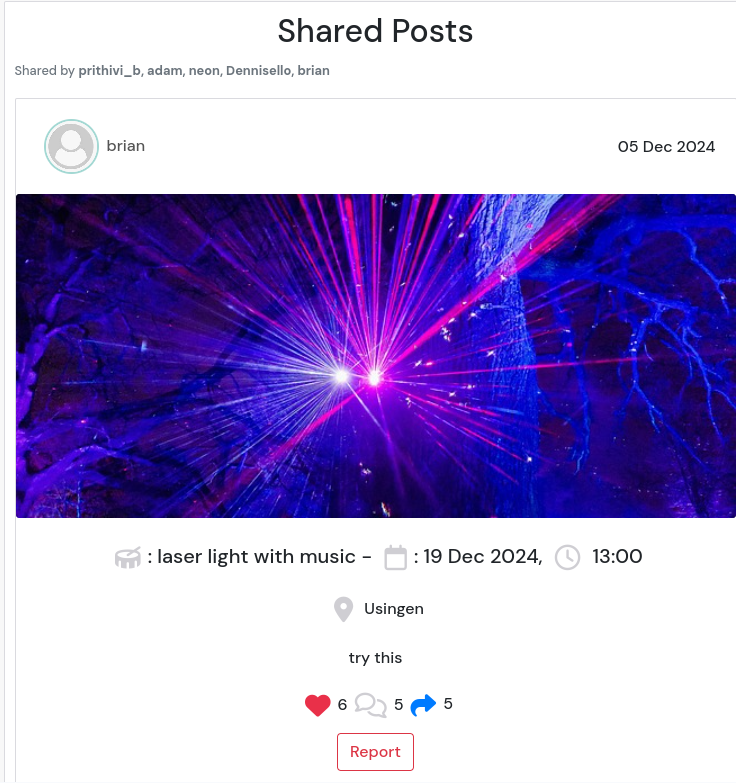 Shared Posts
Shared by prithivi_b, adam, neon, Dennisello, brian
brian 05 Dec 2024
: laser light with music - : 19 Dec 2024, 13:00
Usingen
try this
6 5 5
Report